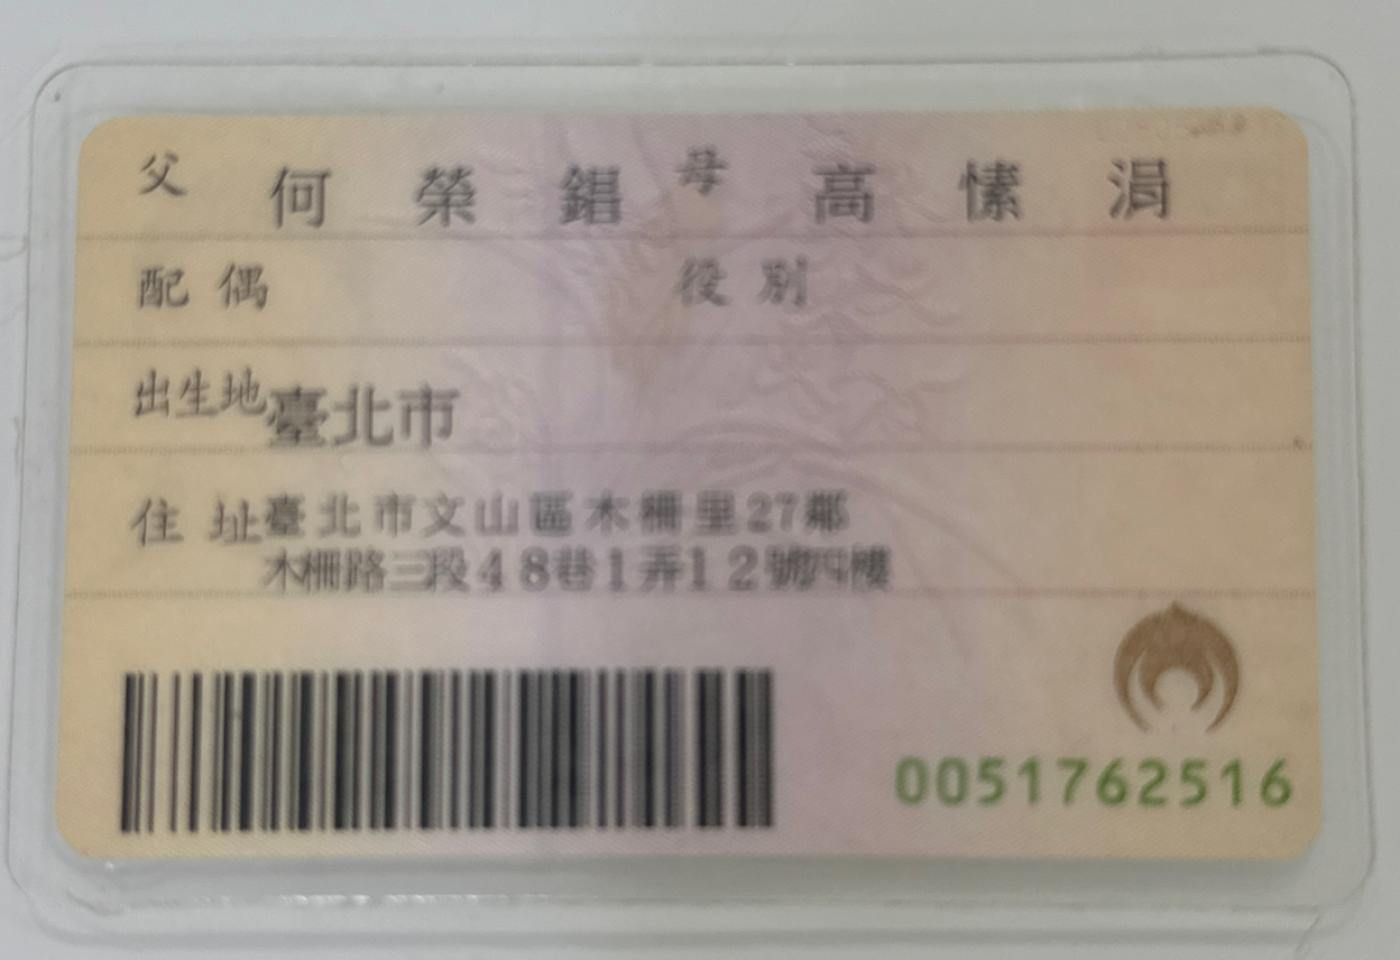 父 何榮錩 母 高愫涓
配偶 役別
出生地 臺北市
住址 臺北市文山區木柵里27鄰
木柵路三段48巷1弄12號四樓
0051762516